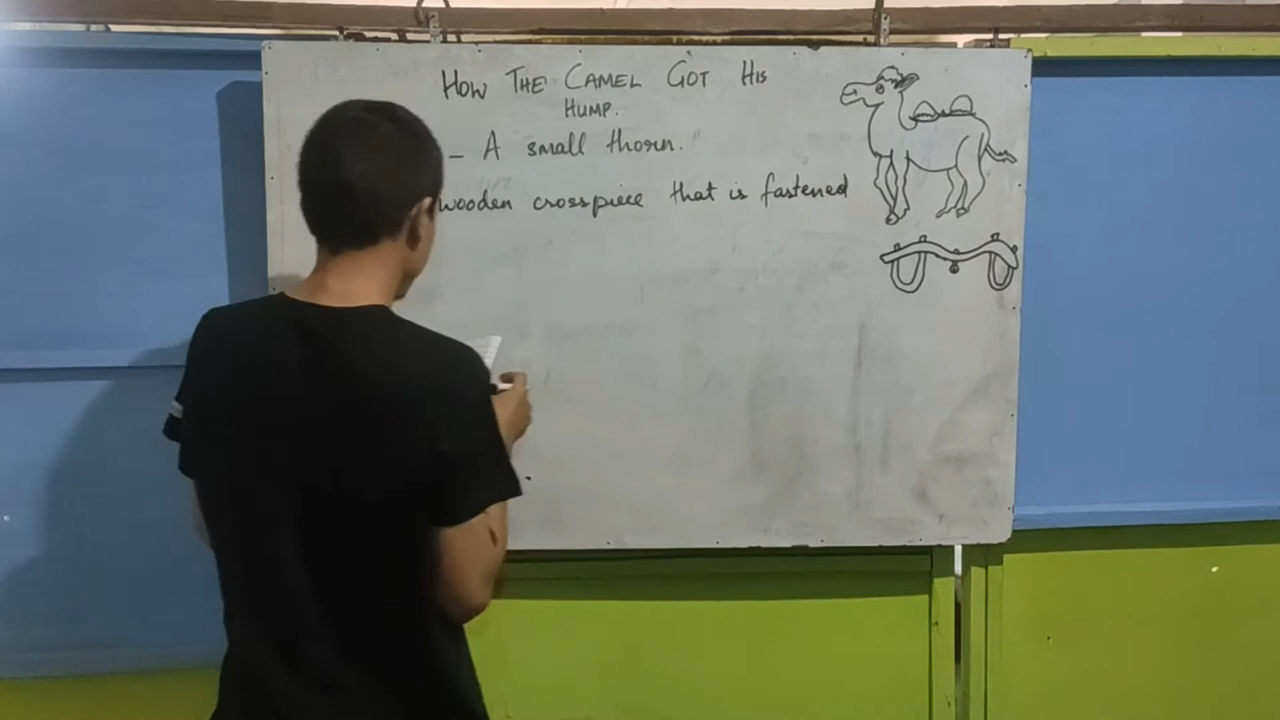 HOW THE CAMEL GOT HIS
HUMP.
- A small thorn.
wooden crosspiece that is fastened